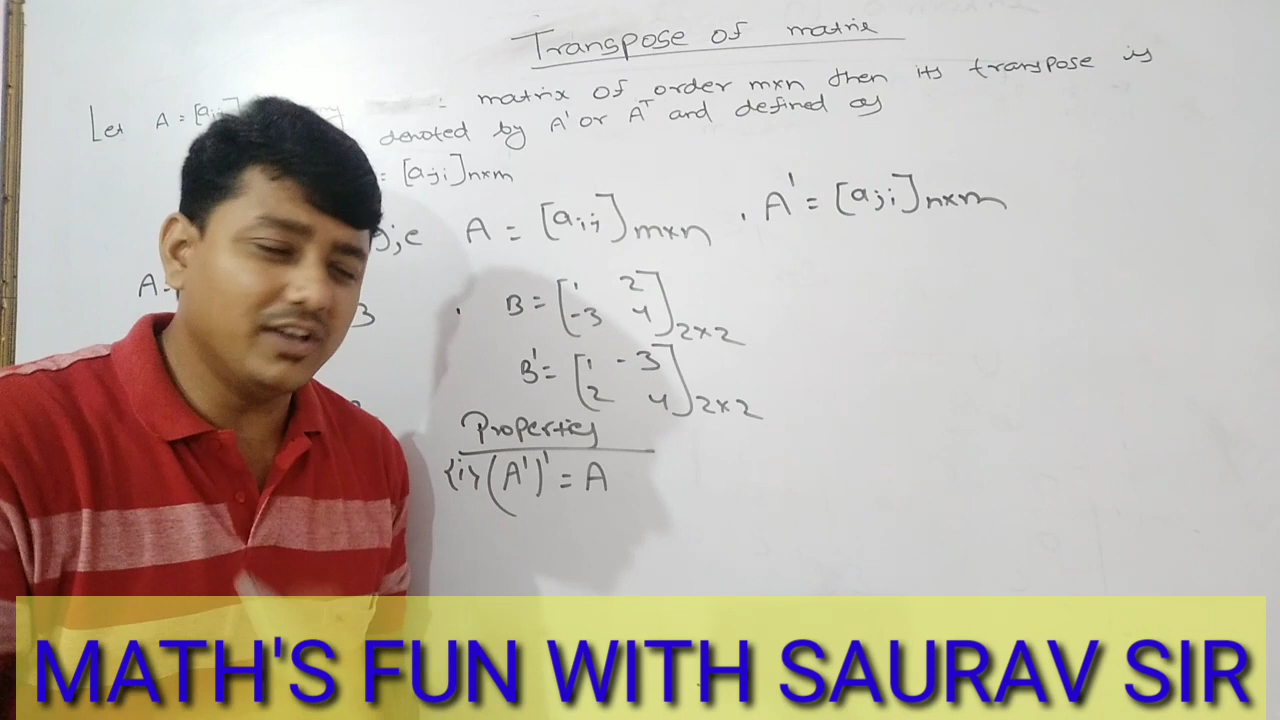 Transpose of matrix
Let A = [aij] matrix of order m×n then its transpose is
denoted by A' or Aᵀ and defined as
= [aji]n×m
i.e A = [aij]m×n . A' = [aji]n×m
A= 3 . B = [1 2
-3 4]2×2
B' = [1 -3
2 4]2×2
Properties
{i} (A')' = A
MATH'S FUN WITH SAURAV SIR